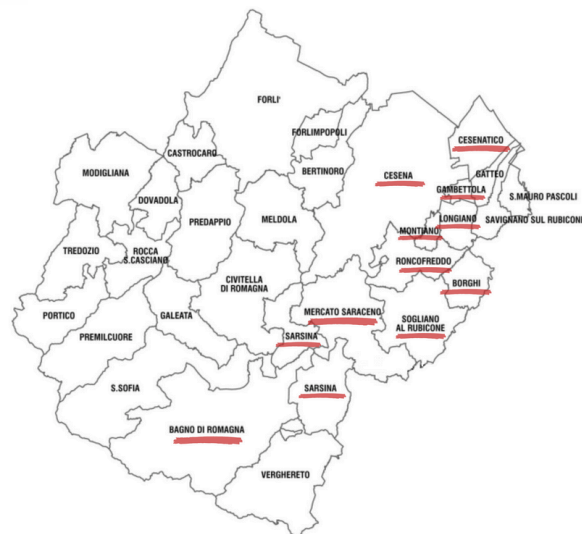 FORLI'
FORLIMPOPOLI
CESENATICO
CASTROCARO
MODIGLIANA
BERTINORO
CESENA
GATTEO
GAMBETTOLA
S.MAURO PASCOLI
DOVADOLA
PREDAPPIO
MELDOLA
LONGIANO
SAVIGNANO SUL RUBICONE
MONTIANO
TREDOZIO
ROCCA
S.CASCIANO
RONCOFREDDO
CIVITELLA
DI ROMAGNA
BORGHI
PORTICO
GALEATA
MERCATO SARACENO
SOGLIANO
AL RUBICONE
PREMILCUORE
SARSINA
S.SOFIA
SARSINA
BAGNO DI ROMAGNA
VERGHERETO